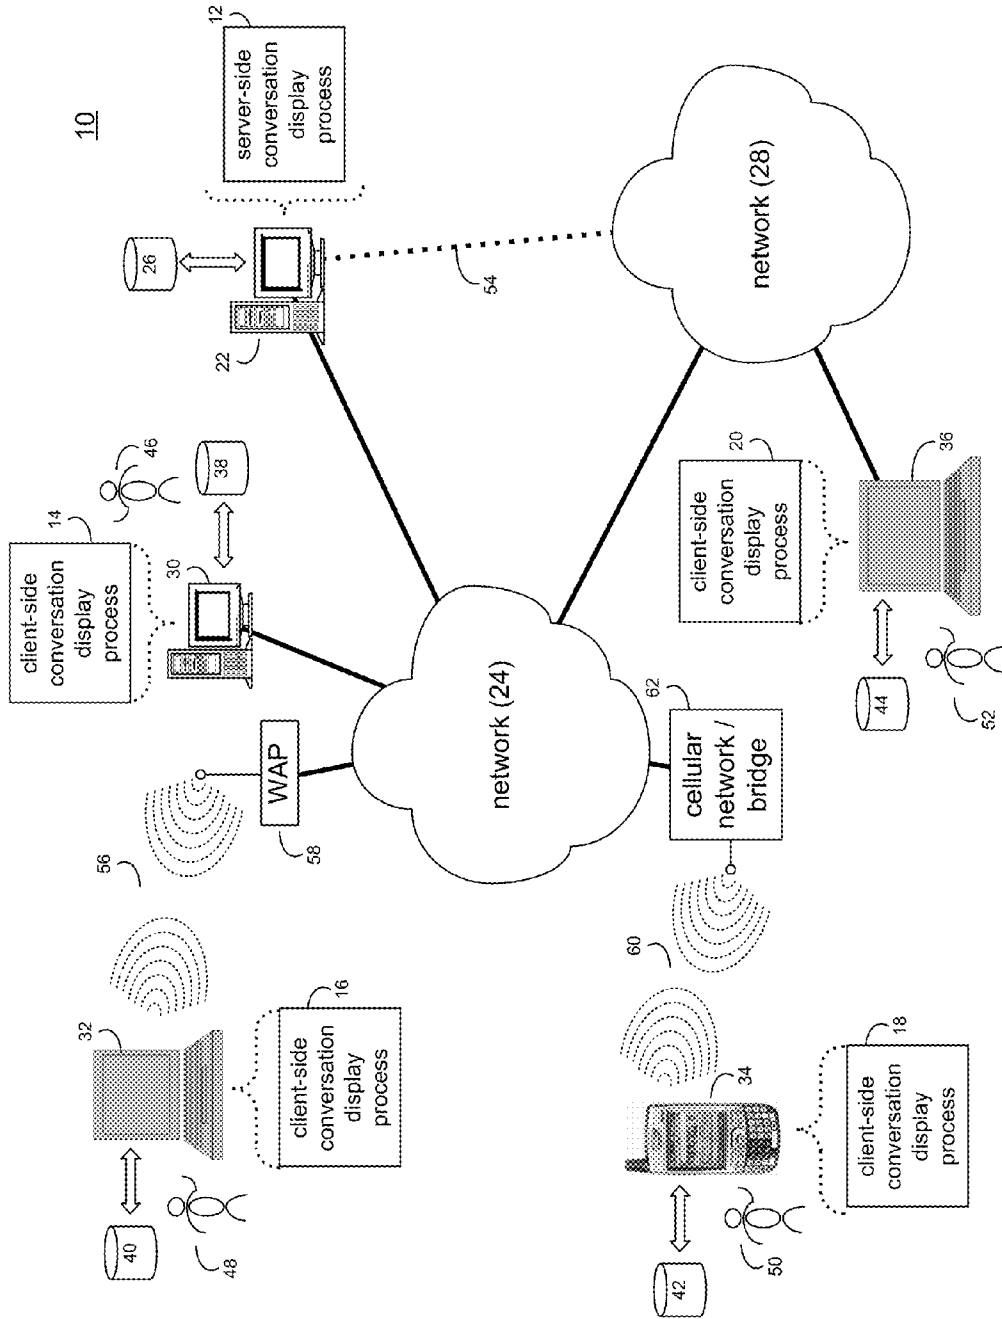 10
12
server-side
conversation
display
process
26
22
54
network (28)
14
client-side
conversation
display
process
30
46
38
20
client-side
conversation
display
process
36
44
52
56
WAP
58
network (24)
62
cellular
network /
bridge
60
32
16
client-side
conversation
display
process
40
48
34
18
client-side
conversation
display
process
42
50